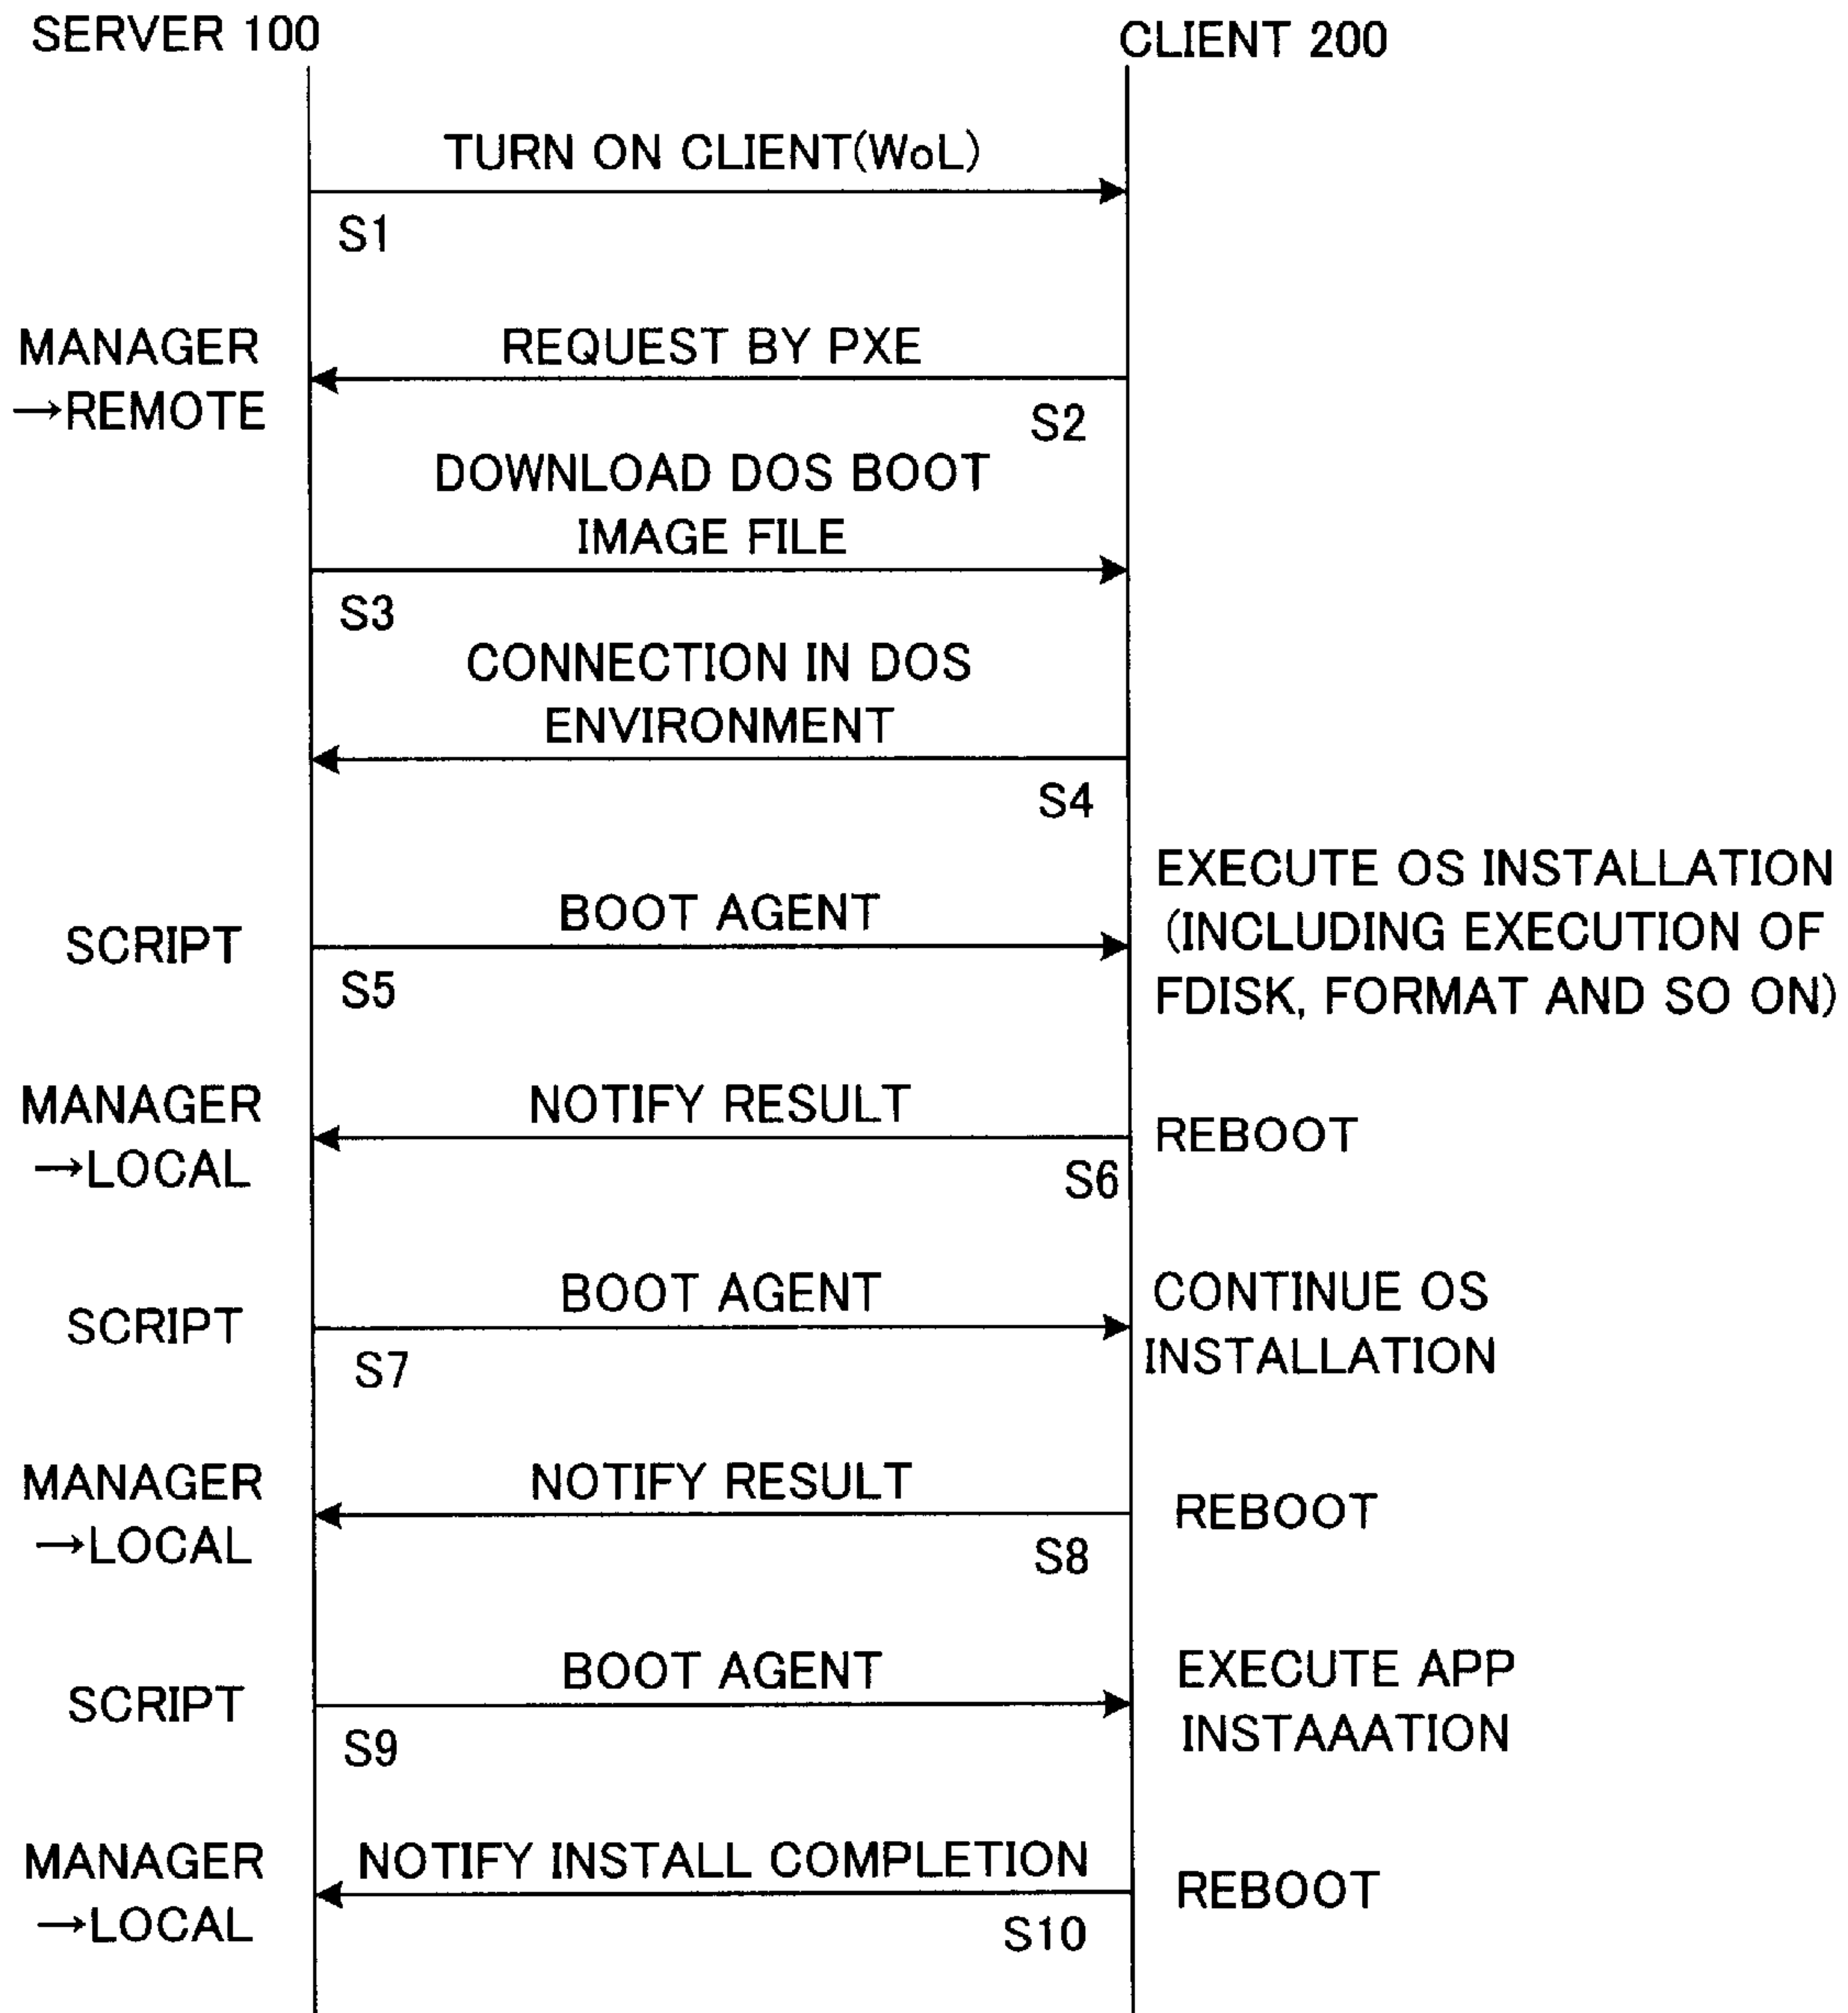 SERVER 100
CLIENT 200
TURN ON CLIENT(WoL)
S1
MANAGER
→REMOTE
REQUEST BY PXE
S2
DOWNLOAD DOS BOOT
IMAGE FILE
S3
CONNECTION IN DOS
ENVIRONMENT
S4
SCRIPT
BOOT AGENT
S5
EXECUTE OS INSTALLATION
(INCLUDING EXECUTION OF
FDISK, FORMAT AND SO ON)
MANAGER
→LOCAL
NOTIFY RESULT
S6
REBOOT
SCRIPT
BOOT AGENT
S7
CONTINUE OS
INSTALLATION
MANAGER
→LOCAL
NOTIFY RESULT
S8
REBOOT
SCRIPT
BOOT AGENT
S9
EXECUTE APP
INSTAAATION
MANAGER
→LOCAL
NOTIFY INSTALL COMPLETION
S10
REBOOT